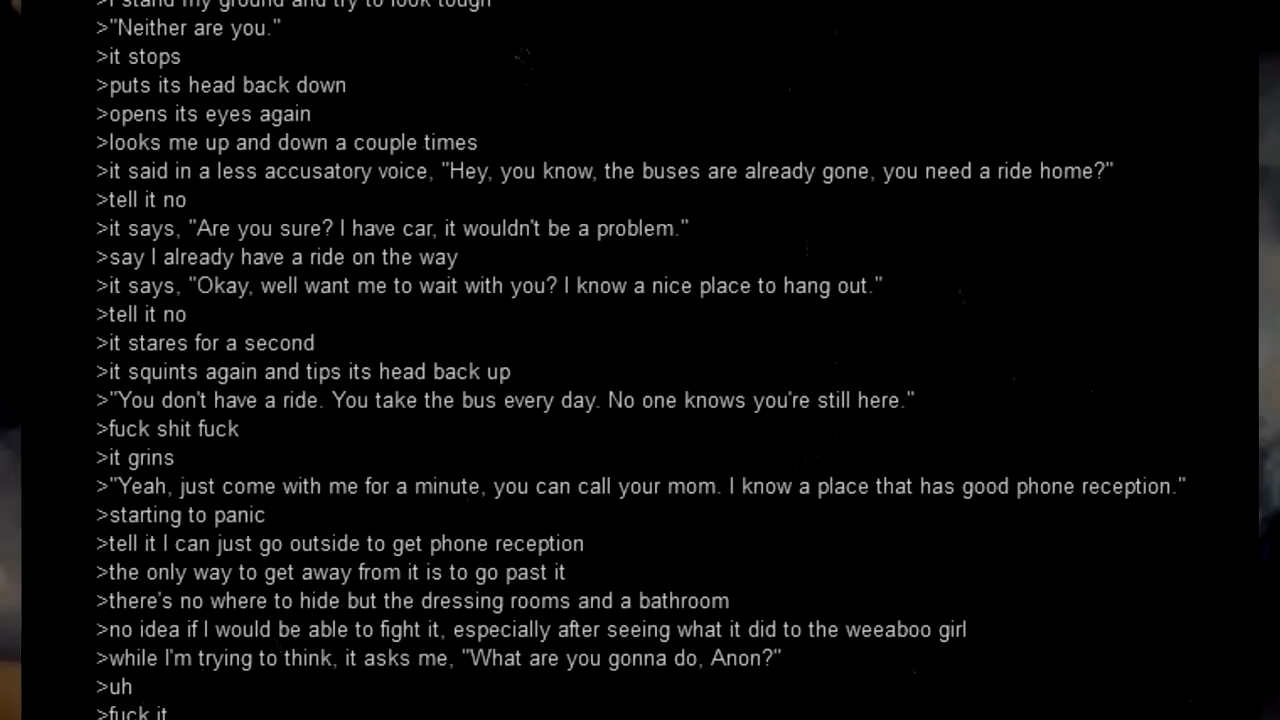 >I stand my ground and try to look tough
>"Neither are you."
>it stops
>puts its head back down
>opens its eyes again
>looks me up and down a couple times
>it said in a less accusatory voice, "Hey, you know, the buses are already gone, you need a ride home?"
>tell it no
>it says, "Are you sure? I have car, it wouldn't be a problem."
>say I already have a ride on the way
>it says, "Okay, well want me to wait with you? I know a nice place to hang out."
>tell it no
>it stares for a second
>it squints again and tips its head back up
>"You don't have a ride. You take the bus every day. No one knows you're still here."
>fuck shit fuck
>it grins
>"Yeah, just come with me for a minute, you can call your mom. I know a place that has good phone reception."
>starting to panic
>tell it I can just go outside to get phone reception
>the only way to get away from it is to go past it
>there's no where to hide but the dressing rooms and a bathroom
>no idea if I would be able to fight it, especially after seeing what it did to the weeaboo girl
>while I'm trying to think, it asks me, "What are you gonna do, Anon?"
>uh
>fuck it